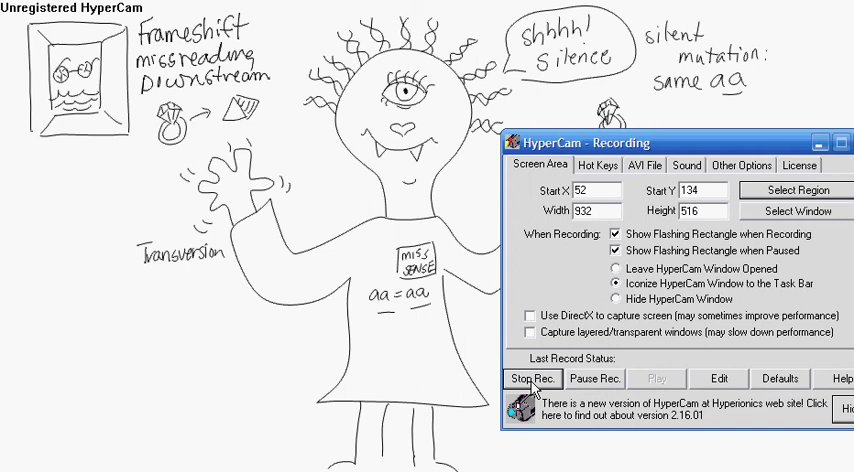 Unregistered HyperCam
Frameshift
missreading
Downstream
shhhh!
silence
silent
mutation:
same aa
Transversion
miss
SENSE
aa = aa
HyperCam - Recording
Screen Area
Hot Keys
AVI File
Sound
Other Options
License
Start X 52
Start Y 134
Select Region
Width 932
Height 516
Select Window
When Recording:
Show Flashing Rectangle when Recording
Show Flashing Rectangle when Paused
Leave HyperCam Window Opened
Iconize HyperCam Window to the Task Bar
Hide HyperCam Window
Use DirectX to capture screen (may sometimes improve performance)
Capture layered/transparent windows (may slow down performance)
Last Record Status:
Stop Rec.
Pause Rec.
Play
Edit
Defaults
Help
There is a new version of HyperCam at Hyperionics web site! Click
here to find out about version 2.16.01